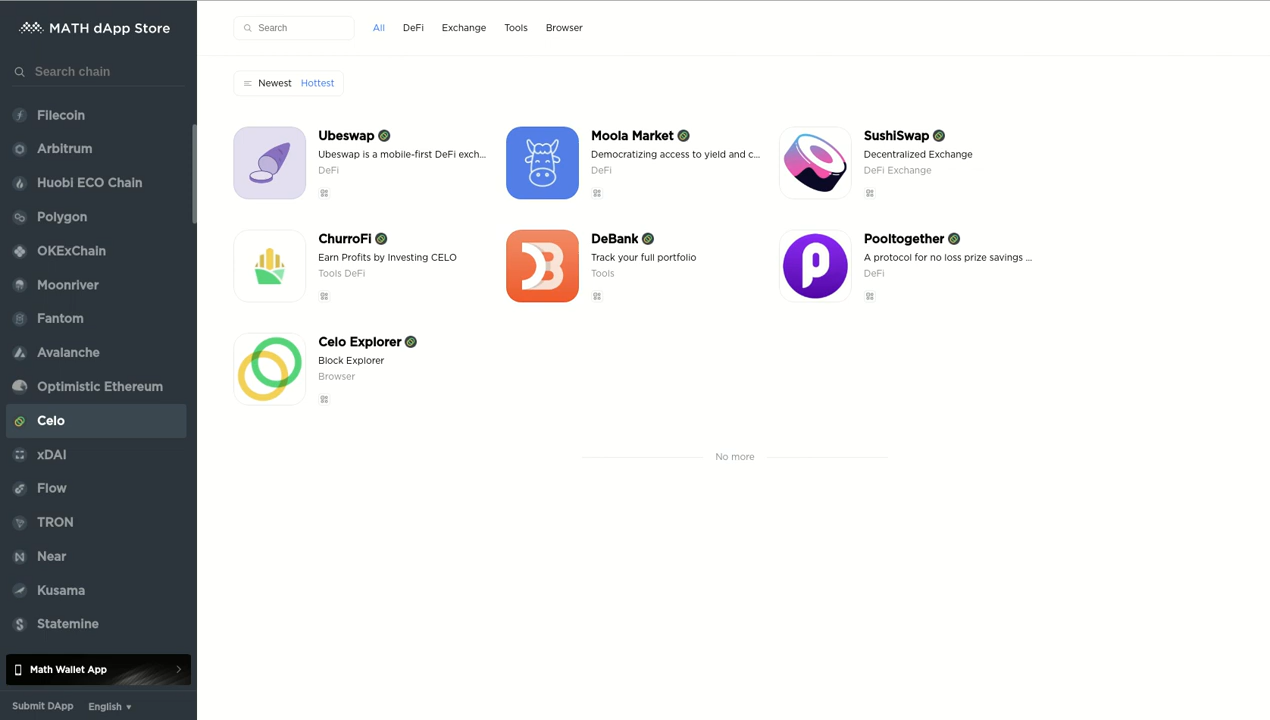 MATH dApp Store
Search chain
Filecoin
Arbitrum
Huobi ECO Chain
Polygon
OKExChain
Moonriver
Fantom
Avalanche
Optimistic Ethereum
Celo
xDAI
Flow
TRON
Near
Kusama
Statemine
Math Wallet App
Submit DApp English
Search All DeFi Exchange Tools Browser
Newest Hottest
Ubeswap
Ubeswap is a mobile-first DeFi exch...
DeFi
Moola Market
Democratizing access to yield and c...
DeFi
SushiSwap
Decentralized Exchange
DeFi Exchange
ChurroFi
Earn Profits by Investing CELO
Tools DeFi
DeBank
Track your full portfolio
Tools
Pooltogether
A protocol for no loss prize savings ...
DeFi
Celo Explorer
Block Explorer
Browser
No more